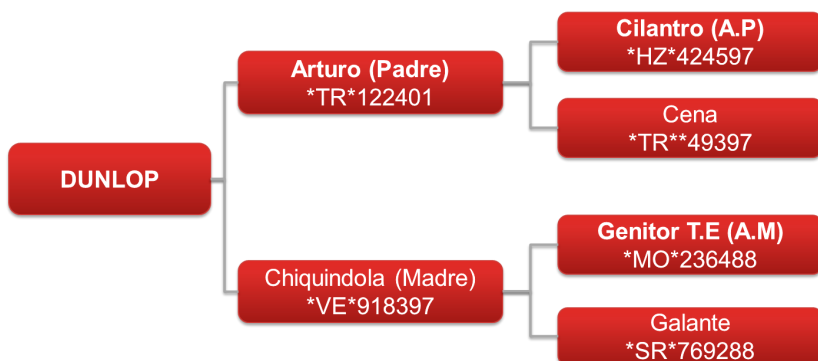 DUNLOP
Arturo (Padre)
*TR*122401
Cilantro (A.P)
*HZ*424597
Cena
*TR**49397
Chiquindola (Madre)
*VE*918397
Genitor T.E (A.M)
*MO*236488
Galante
*SR*769288